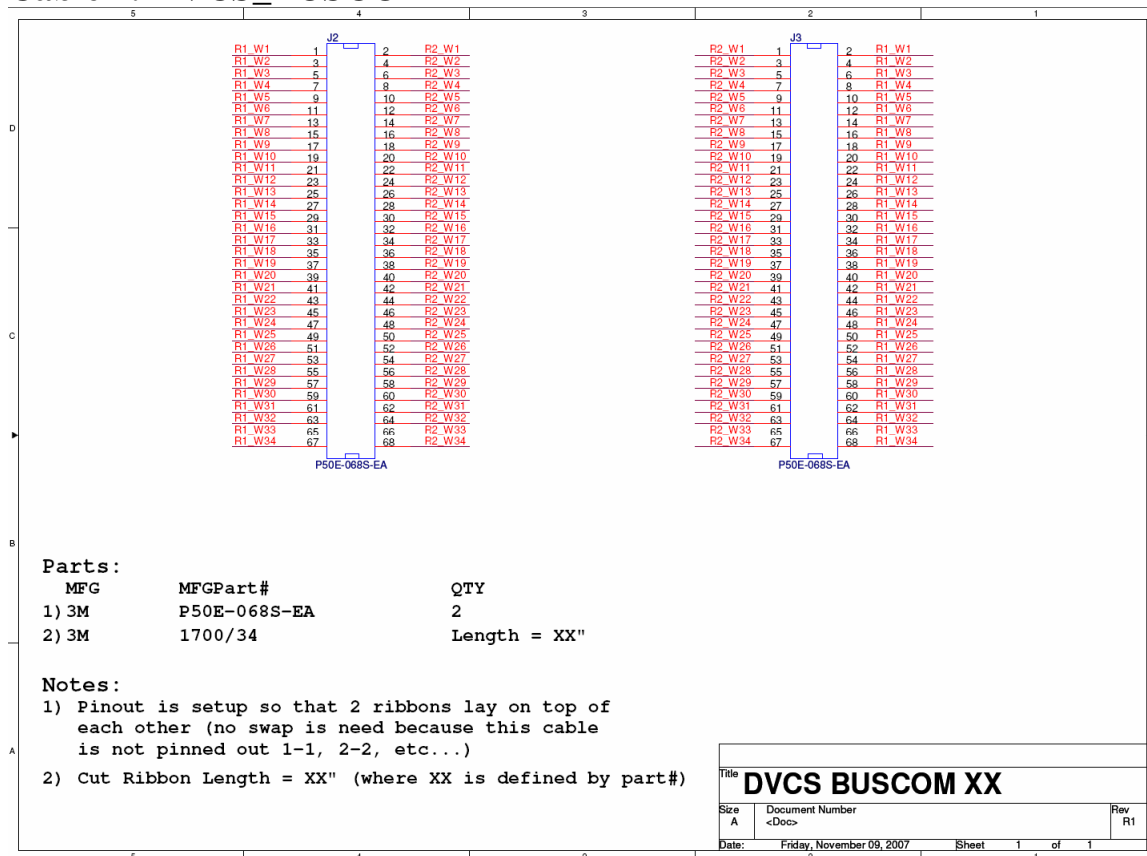 5 4 3 2 1
J2 J3
R1_W1 1 2 R2_W1 R2_W1 1 2 R1_W1
R1_W2 3 4 R2_W2 R2_W2 3 4 R1_W2
R1_W3 5 6 R2_W3 R2_W3 5 6 R1_W3
R1_W4 7 8 R2_W4 R2_W4 7 8 R1_W4
R1_W5 9 10 R2_W5 R2_W5 9 10 R1_W5
R1_W6 11 12 R2_W6 R2_W6 11 12 R1_W6
D R1_W7 13 14 R2_W7 R2_W7 13 14 R1_W7
R1_W8 15 16 R2_W8 R2_W8 15 16 R1_W8
R1_W9 17 18 R2_W9 R2_W9 17 18 R1_W9
R1_W10 19 20 R2_W10 R2_W10 19 20 R1_W10
R1_W11 21 22 R2_W11 R2_W11 21 22 R1_W11
R1_W12 23 24 R2_W12 R2_W12 23 24 R1_W12
R1_W13 25 26 R2_W13 R2_W13 25 26 R1_W13
R1_W14 27 28 R2_W14 R2_W14 27 28 R1_W14
R1_W15 29 30 R2_W15 R2_W15 29 30 R1_W15
R1_W16 31 32 R2_W16 R2_W16 31 32 R1_W16
R1_W17 33 34 R2_W17 R2_W17 33 34 R1_W17
R1_W18 35 36 R2_W18 R2_W18 35 36 R1_W18
R1_W19 37 38 R2_W19 R2_W19 37 38 R1_W19
R1_W20 39 40 R2_W20 R2_W20 39 40 R1_W20
R1_W21 41 42 R2_W21 R2_W21 41 42 R1_W21
R1_W22 43 44 R2_W22 R2_W22 43 44 R1_W22
R1_W23 45 46 R2_W23 R2_W23 45 46 R1_W23
R1_W24 47 48 R2_W24 R2_W24 47 48 R1_W24
C R1_W25 49 50 R2_W25 R2_W25 49 50 R1_W25
R1_W26 51 52 R2_W26 R2_W26 51 52 R1_W26
R1_W27 53 54 R2_W27 R2_W27 53 54 R1_W27
R1_W28 55 56 R2_W28 R2_W28 55 56 R1_W28
R1_W29 57 58 R2_W29 R2_W29 57 58 R1_W29
R1_W30 59 60 R2_W30 R2_W30 59 60 R1_W30
R1_W31 61 62 R2_W31 R2_W31 61 62 R1_W31
R1_W32 63 64 R2_W32 R2_W32 63 64 R1_W32
R1_W33 65 66 R2_W33 R2_W33 65 66 R1_W33
R1_W34 67 68 R2_W34 R2_W34 67 68 R1_W34
P50E-068S-EA P50E-068S-EA
B
Parts:
MFG MFGPart# QTY
1) 3M P50E-068S-EA 2
2) 3M 1700/34 Length = XX"
Notes:
1) Pinout is setup so that 2 ribbons lay on top of
each other (no swap is need because this cable
is not pinned out 1-1, 2-2, etc...)
A
2) Cut Ribbon Length = XX" (where XX is defined by part#)
Title DVCS BUSCOM XX
Size Document Number Rev
A <Doc> R1
Date: Friday, November 09, 2007 Sheet 1 of 1